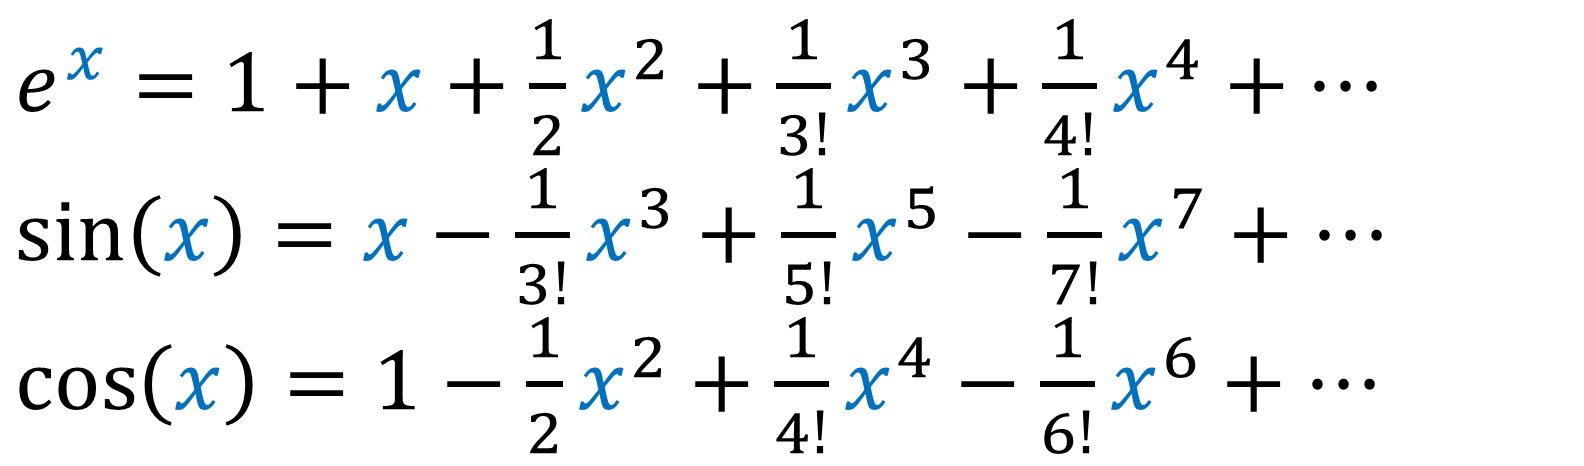 e^x = 1 + x + 1/2 x^2 + 1/3! x^3 + 1/4! x^4 + ⋯
sin(x) = x − 1/3! x^3 + 1/5! x^5 − 1/7! x^7 + ⋯
cos(x) = 1 − 1/2 x^2 + 1/4! x^4 − 1/6! x^6 + ⋯